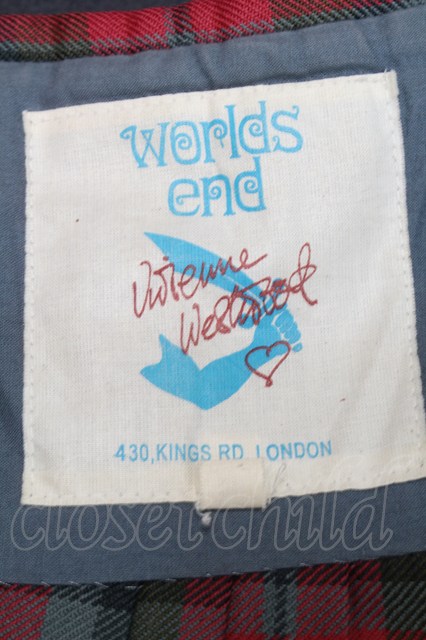 worlds
end
Vivienne
Westwood
430,KINGS RD LONDON
closet child